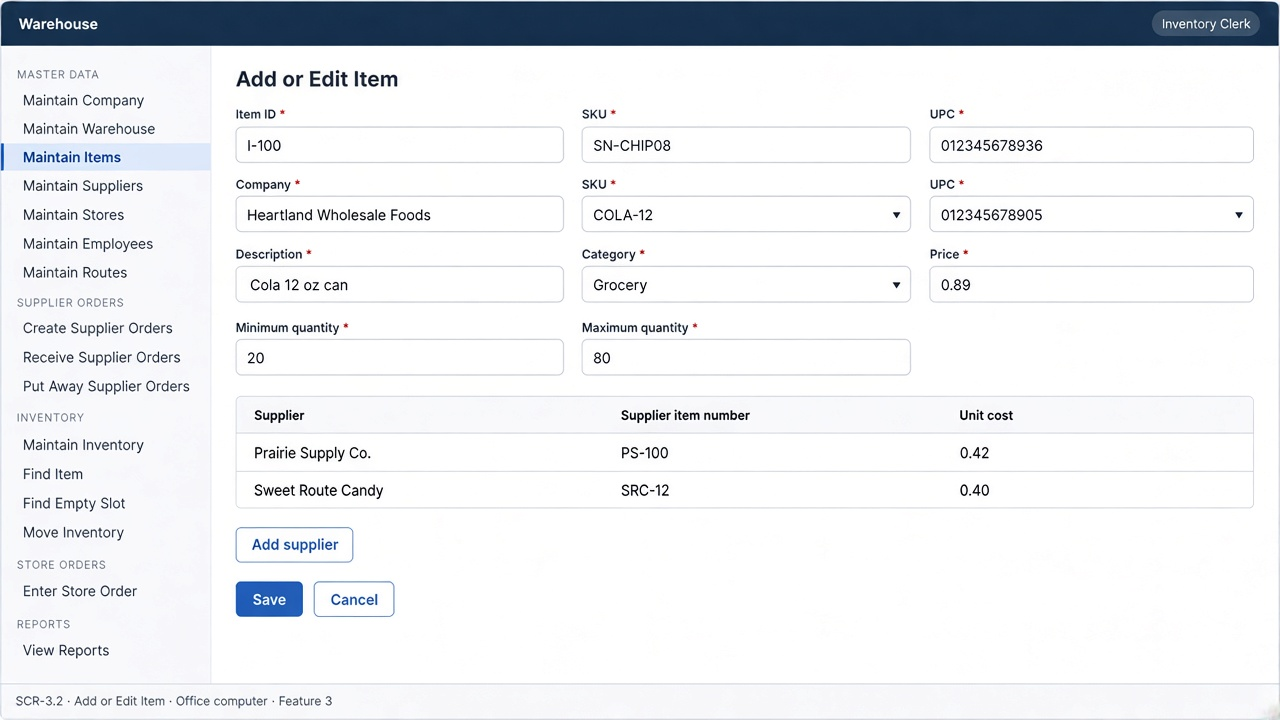 Warehouse
Inventory Clerk
MASTER DATA
Maintain Company
Maintain Warehouse
Maintain Items
Maintain Suppliers
Maintain Stores
Maintain Employees
Maintain Routes
SUPPLIER ORDERS
Create Supplier Orders
Receive Supplier Orders
Put Away Supplier Orders
INVENTORY
Maintain Inventory
Find Item
Find Empty Slot
Move Inventory
STORE ORDERS
Enter Store Order
REPORTS
View Reports
Add or Edit Item
Item ID * SKU * UPC *
I-100 SN-CHIP08 012345678936
Company * SKU * UPC *
Heartland Wholesale Foods COLA-12 012345678905
Description * Category * Price *
Cola 12 oz can Grocery 0.89
Minimum quantity * Maximum quantity *
20 80
Supplier Supplier item number Unit cost
Prairie Supply Co. PS-100 0.42
Sweet Route Candy SRC-12 0.40
Add supplier
Save Cancel
SCR-3.2 · Add or Edit Item · Office computer · Feature 3